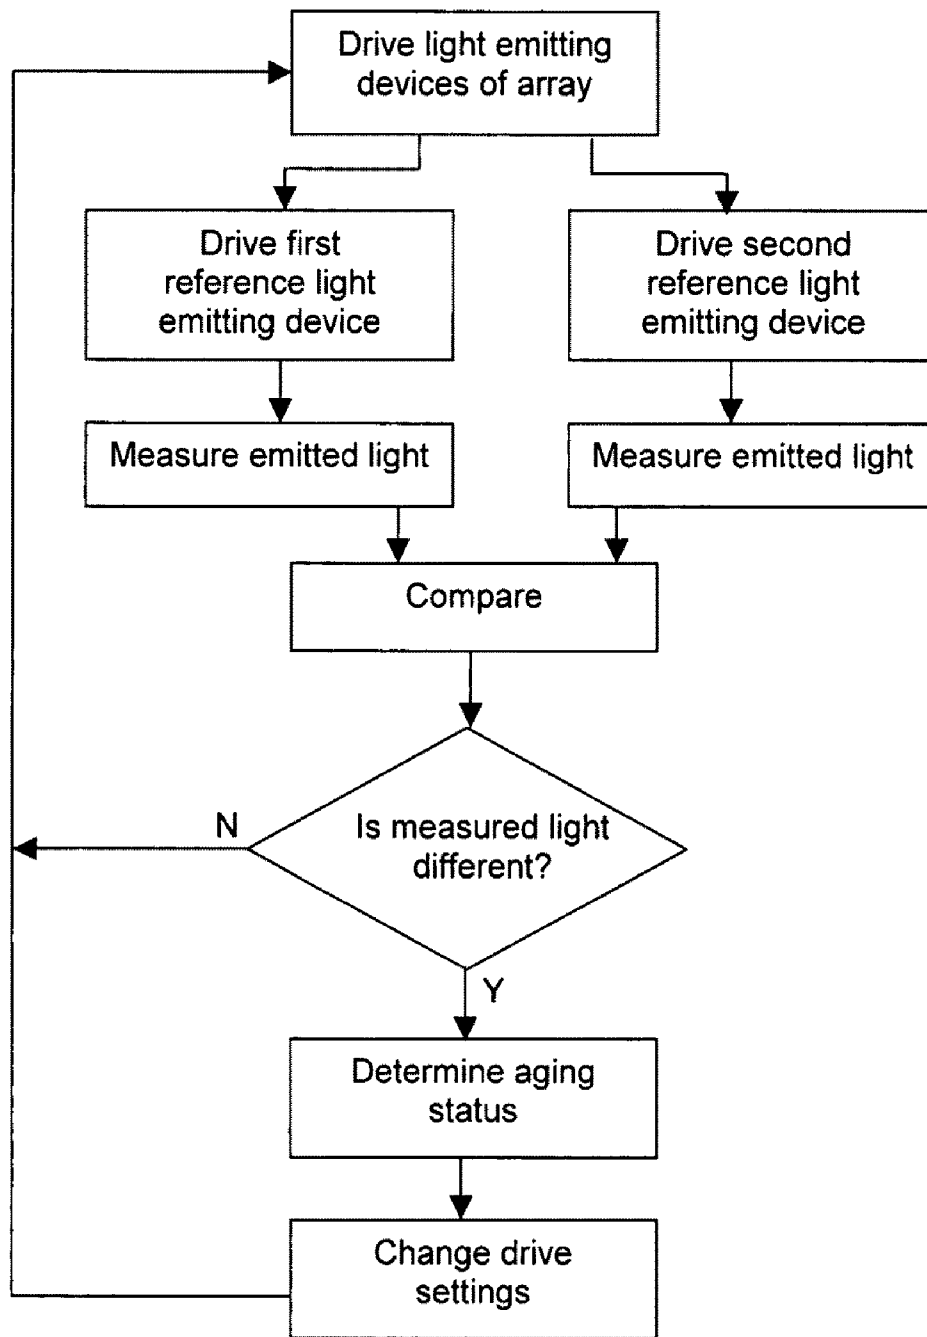 Drive light emitting
devices of array
Drive first
reference light
emitting device
Drive second
reference light
emitting device
Measure emitted light
Measure emitted light
Compare
N
Is measured light
different?
Y
Determine aging
status
Change drive
settings